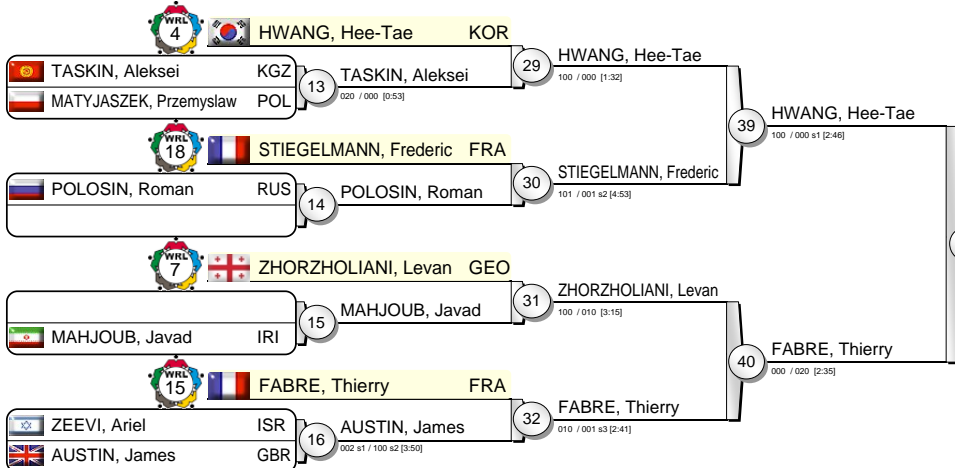 WRL
4
HWANG, Hee-Tae KOR
TASKIN, Aleksei KGZ
MATYJASZEK, Przemyslaw POL
13
TASKIN, Aleksei
020 / 000 [0:53]
29
HWANG, Hee-Tae
100 / 000 [1:32]
WRL
18
STIEGELMANN, Frederic FRA
POLOSIN, Roman RUS
14
POLOSIN, Roman
30
STIEGELMANN, Frederic
101 / 001 s2 [4:53]
39
HWANG, Hee-Tae
100 / 000 s1 [2:46]
WRL
7
ZHORZHOLIANI, Levan GEO
MAHJOUB, Javad IRI
15
MAHJOUB, Javad
31
ZHORZHOLIANI, Levan
100 / 010 [3:15]
WRL
15
FABRE, Thierry FRA
ZEEVI, Ariel ISR
AUSTIN, James GBR
16
AUSTIN, James
002 s1 / 100 s2 [3:50]
32
FABRE, Thierry
010 / 001 s3 [2:41]
40
FABRE, Thierry
000 / 020 [2:35]